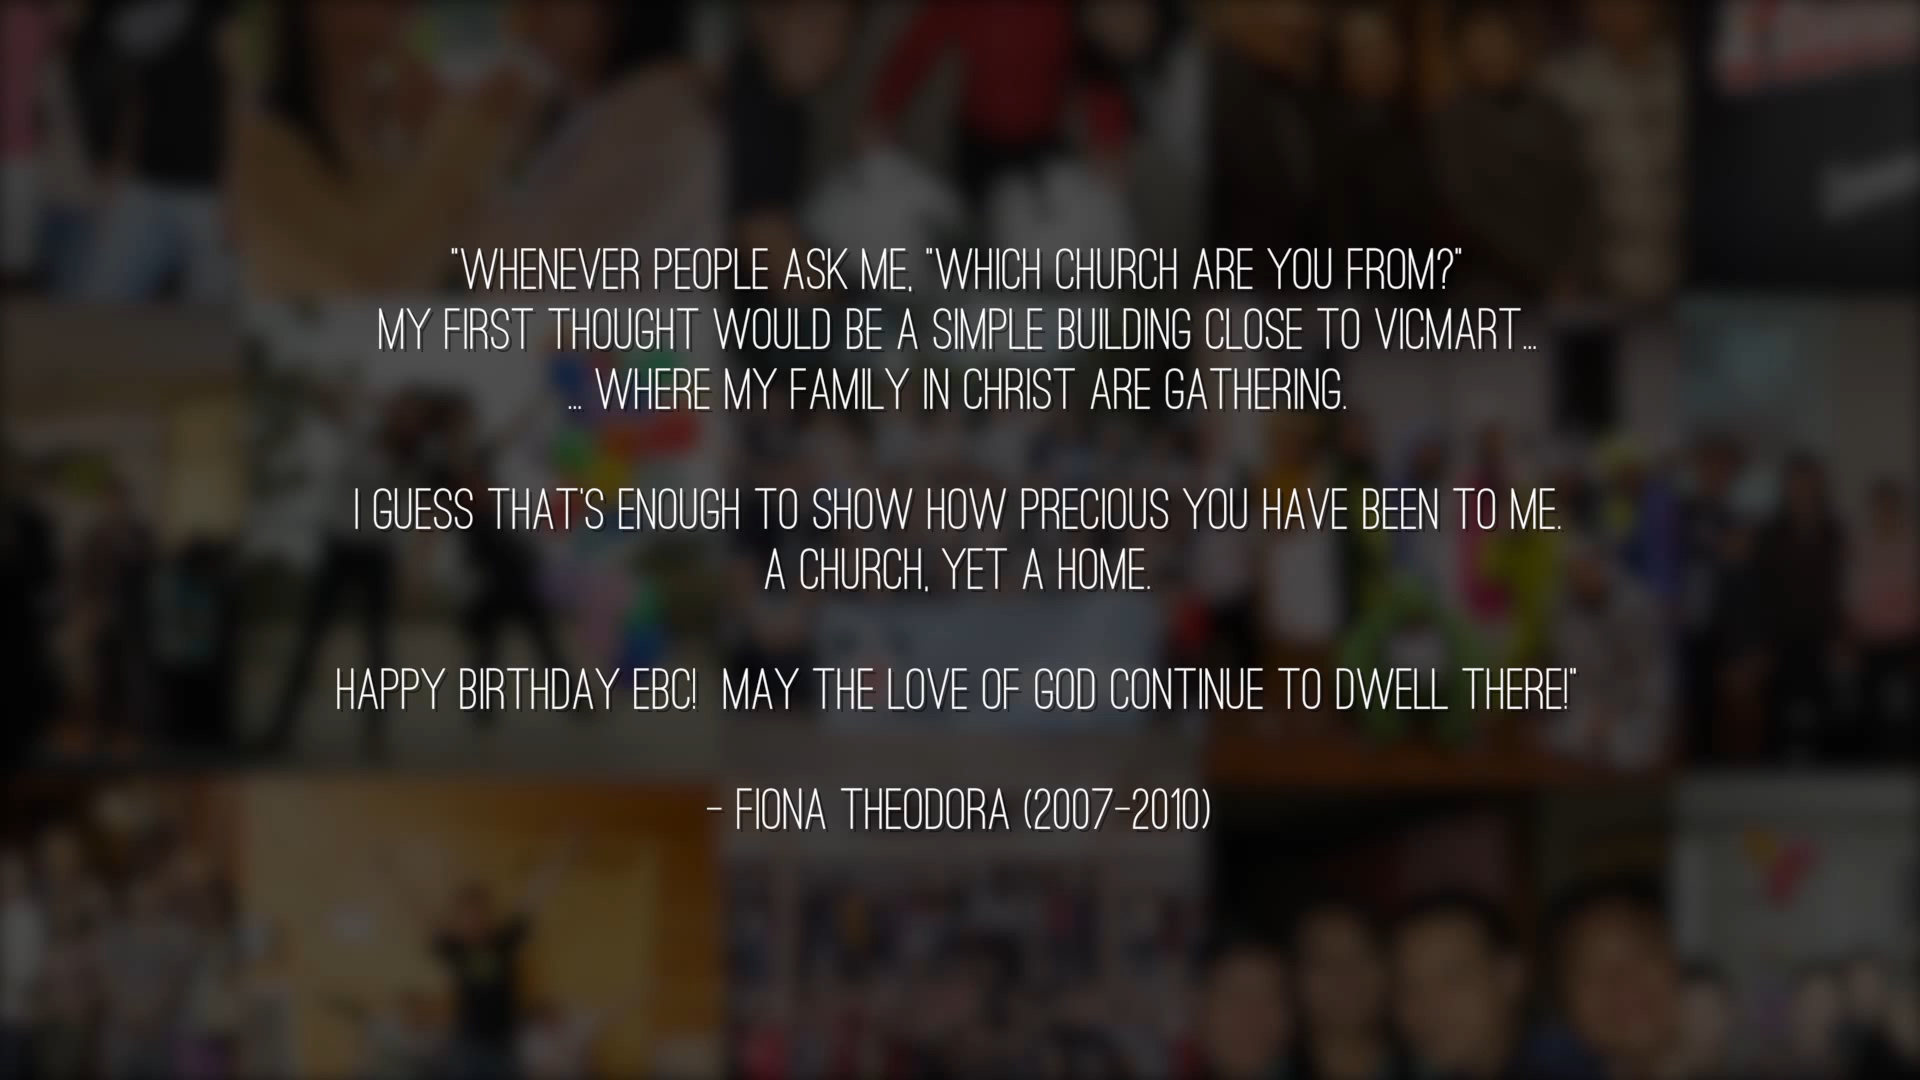 "WHENEVER PEOPLE ASK ME, "WHICH CHURCH ARE YOU FROM?"
MY FIRST THOUGHT WOULD BE A SIMPLE BUILDING CLOSE TO VICMART...
... WHERE MY FAMILY IN CHRIST ARE GATHERING.
I GUESS THAT'S ENOUGH TO SHOW HOW PRECIOUS YOU HAVE BEEN TO ME.
A CHURCH, YET A HOME.
HAPPY BIRTHDAY EBC!  MAY THE LOVE OF GOD CONTINUE TO DWELL THERE!"
- FIONA THEODORA (2007-2010)